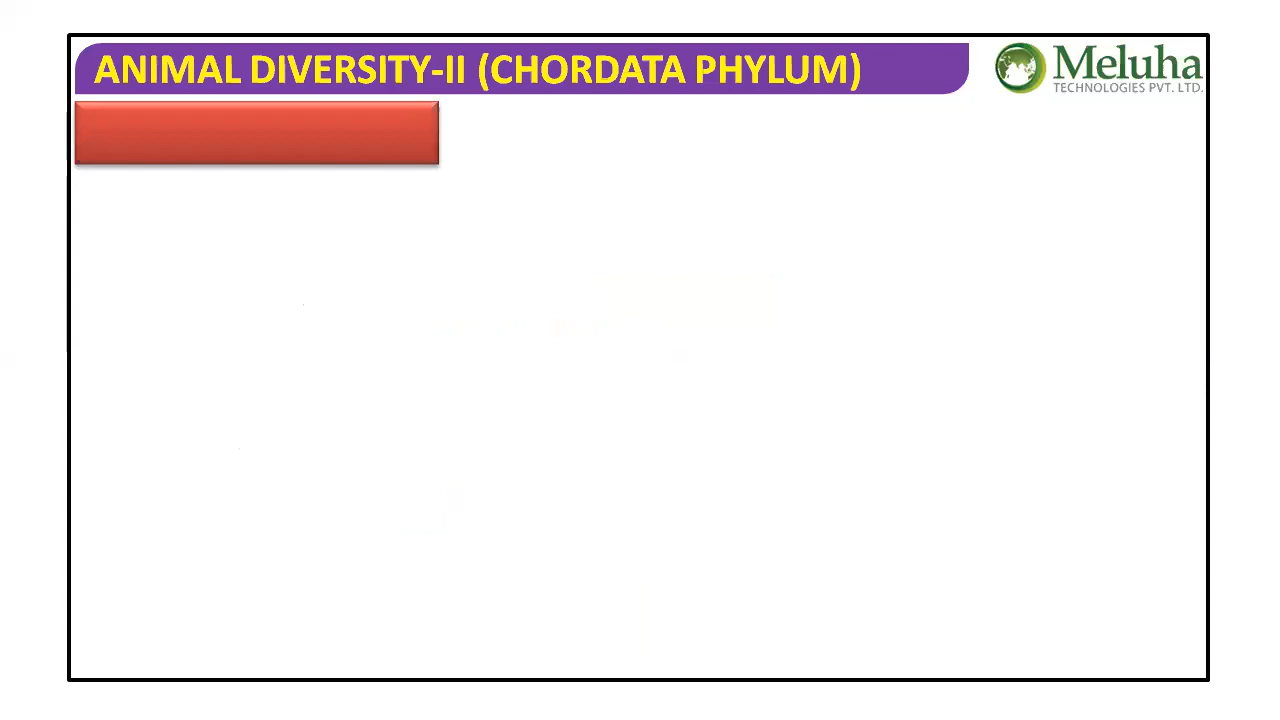 ANIMAL DIVERSITY-II (CHORDATA PHYLUM)
Meluha
TECHNOLOGIES PVT. LTD.